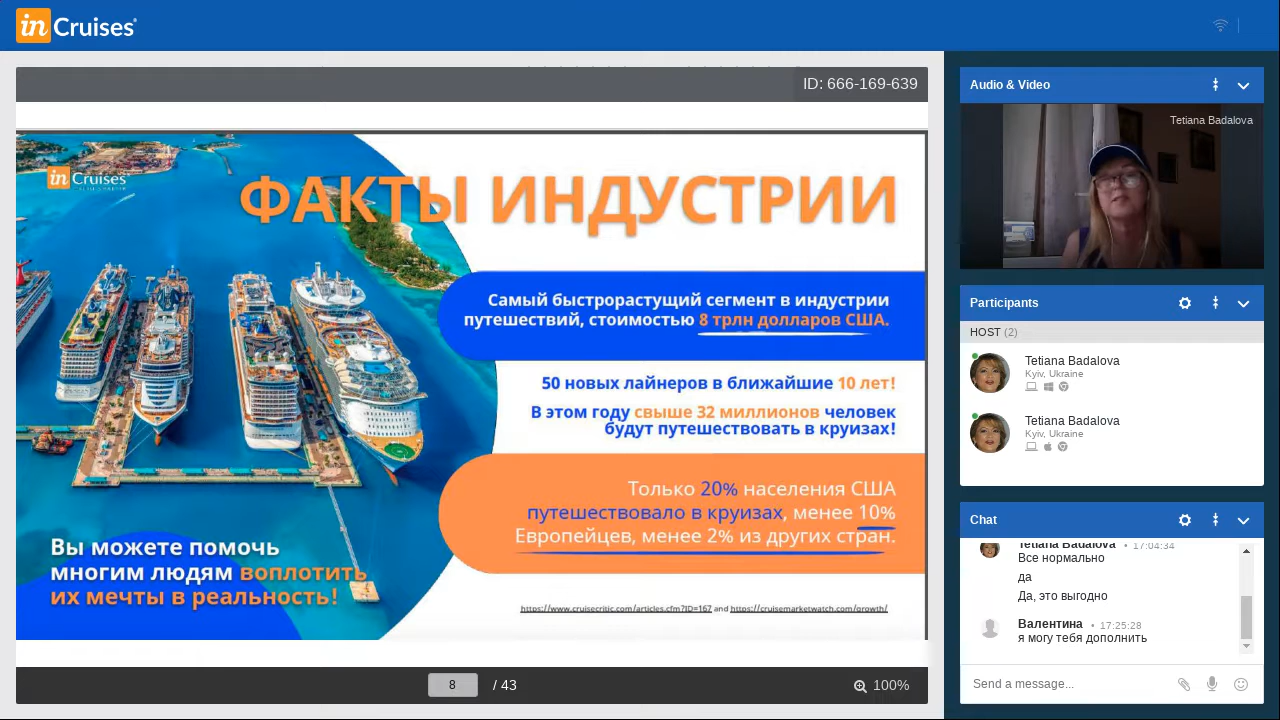 in Cruises
ID: 666-169-639
in Cruises
ФАКТЫ ИНДУСТРИИ
Самый быстрорастущий сегмент в индустрии
путешествий, стоимостью 8 трлн долларов США.
50 новых лайнеров в ближайшие 10 лет!
В этом году свыше 32 миллионов человек
будут путешествовать в круизах!
Только 20% населения США
путешествовало в круизах, менее 10%
Европейцев, менее 2% из других стран.
Вы можете помочь
многим людям воплотить
их мечты в реальность!
https://www.cruisecritic.com/articles.cfm?ID=167 and https://cruisemarketwatch.com/growth/
8 / 43
100%
Audio & Video
Tetiana Badalova
Participants
HOST (2)
Tetiana Badalova
Kyiv, Ukraine
Tetiana Badalova
Kyiv, Ukraine
Chat
Tetiana Badalova • 17:04:34
Все нормально
да
Да, это выгодно
Валентина • 17:25:28
я могу тебя дополнить
Send a message...